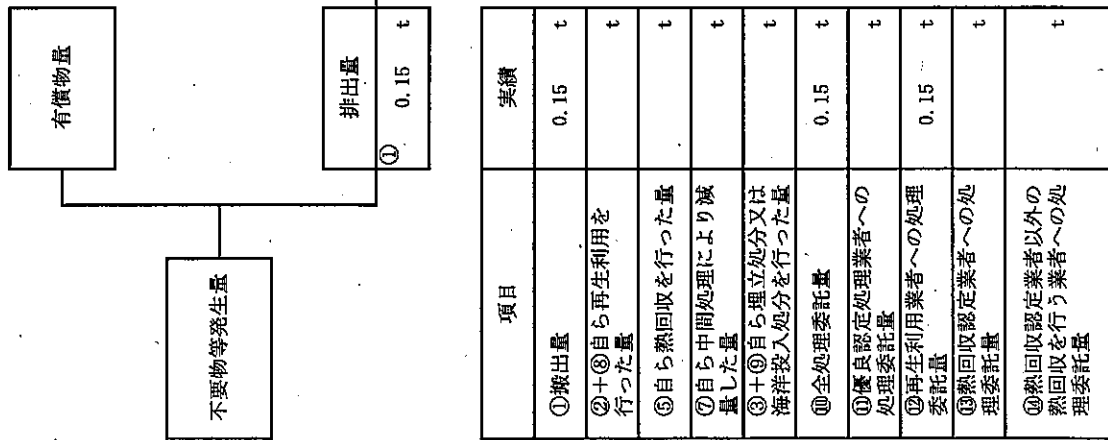 有償物量
不要物等発生量
排出量
① 0.15 t
項目 実績
①搬出量 0.15 t
②+⑧自ら再生利用を
行った量 t
⑤自ら熱回収を行った量 t
⑦自ら中間処理により減
量した量 t
③+⑨自ら埋立処分又は
海洋投入処分を行った量 t
⑩全処理委託量 0.15 t
⑪優良認定処理業者への
処理委託量 t
⑫再生利用業者への処理
委託量 0.15 t
⑬熱回収認定業者への処
理委託量 t
⑭熱回収認定業者以外の
熱回収を行う業者への処
理委託量 t